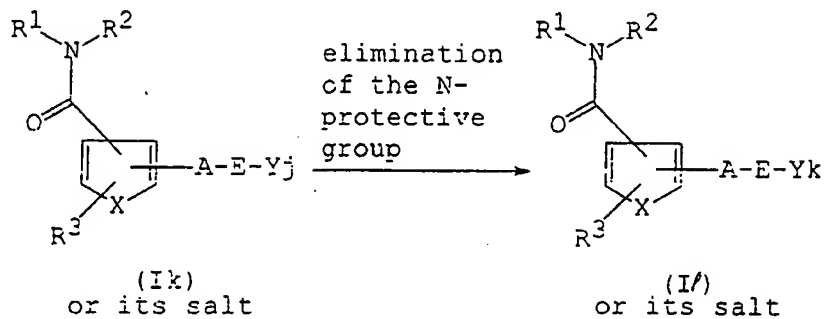 R¹ N R²
O
A-E-Yj
X
R³
(Ik)
or its salt
elimination
of the N-
protective
group
R¹ N R²
O
A-E-Yk
X
R³
(Iℓ)
or its salt